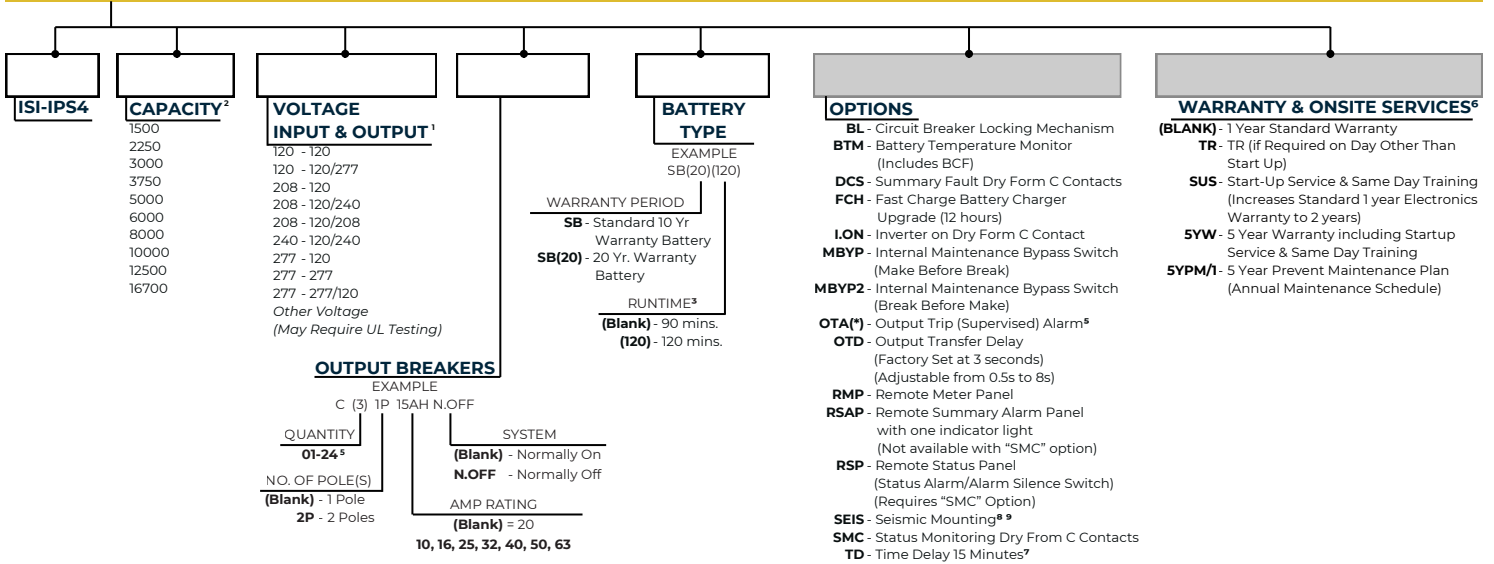 ISI-IPS4
CAPACITY²
1500
2250
3000
3750
5000
6000
8000
10000
12500
16700
VOLTAGE
INPUT & OUTPUT¹
120 - 120
120 - 120/277
208 - 120
208 - 120/240
208 - 120/208
240 - 120/240
277 - 120
277 - 277
277 - 277/120
Other Voltage
(May Require UL Testing)
OUTPUT BREAKERS
EXAMPLE
C (3) 1P 15AH N.OFF
QUANTITY
01-24⁵
NO. OF POLE(S)
(Blank) - 1 Pole
2P - 2 Poles
SYSTEM
(Blank) - Normally On
N.OFF - Normally Off
AMP RATING
(Blank) = 20
10, 16, 25, 32, 40, 50, 63
BATTERY
TYPE
EXAMPLE
SB(20)(120)
WARRANTY PERIOD
SB - Standard 10 Yr
Warranty Battery
SB(20) - 20 Yr. Warranty
Battery
RUNTIME³
(Blank) - 90 mins.
(120) - 120 mins.
OPTIONS
BL - Circuit Breaker Locking Mechanism
BTM - Battery Temperature Monitor
(Includes BCF)
DCS - Summary Fault Dry Form C Contacts
FCH - Fast Charge Battery Charger
Upgrade (12 hours)
I.ON - Inverter on Dry Form C Contact
MBYP - Internal Maintenance Bypass Switch
(Make Before Break)
MBYP2 - Internal Maintenance Bypass Switch
(Break Before Make)
OTA(*) - Output Trip (Supervised) Alarm⁵
OTD - Output Transfer Delay
(Factory Set at 3 seconds)
(Adjustable from 0.5s to 8s)
RMP - Remote Meter Panel
RSAP - Remote Summary Alarm Panel
with one indicator light
(Not available with “SMC” option)
RSP - Remote Status Panel
(Status Alarm/Alarm Silence Switch)
(Requires “SMC” Option)
SEIS - Seismic Mounting⁸ ⁹
SMC - Status Monitoring Dry From C Contacts
TD - Time Delay 15 Minutes⁷
WARRANTY & ONSITE SERVICES⁶
(BLANK) - 1 Year Standard Warranty
TR - TR (if Required on Day Other Than
Start Up)
SUS - Start-Up Service & Same Day Training
(Increases Standard 1 year Electronics
Warranty to 2 years)
5YW - 5 Year Warranty including Startup
Service & Same Day Training
5YPM/1 - 5 Year Prevent Maintenance Plan
(Annual Maintenance Schedule)